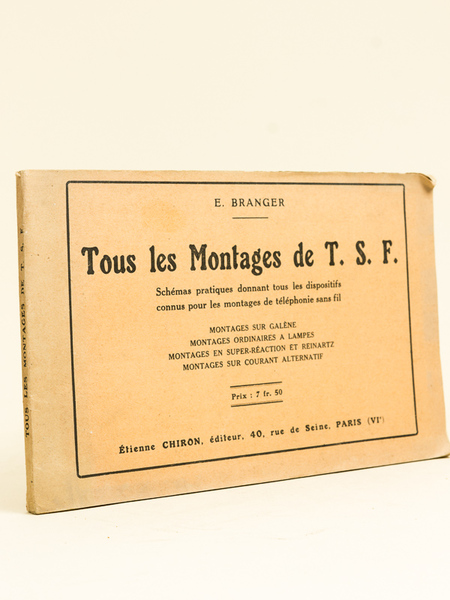 TOUS LES MONTAGES DE T. S. F.
E. BRANGER
Tous les Montages de T. S. F.
Schémas pratiques donnant tous les dispositifs
connus pour les montages de téléphonie sans fil
MONTAGES SUR GALÈNE
MONTAGES ORDINAIRES A LAMPES
MONTAGES EN SUPER-RÉACTION ET REINARTZ
MONTAGES SUR COURANT ALTERNATIF
Prix : 7 fr. 50
Étienne CHIRON, éditeur, 40, rue de Seine, PARIS (VIᵉ)